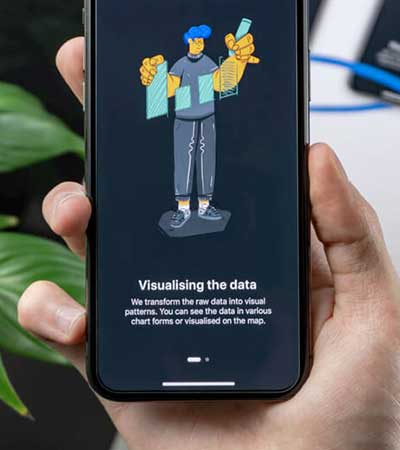 Visualising the data
We transform the raw data into visual
patterns. You can see the data in various
chart forms or visualised on the map.